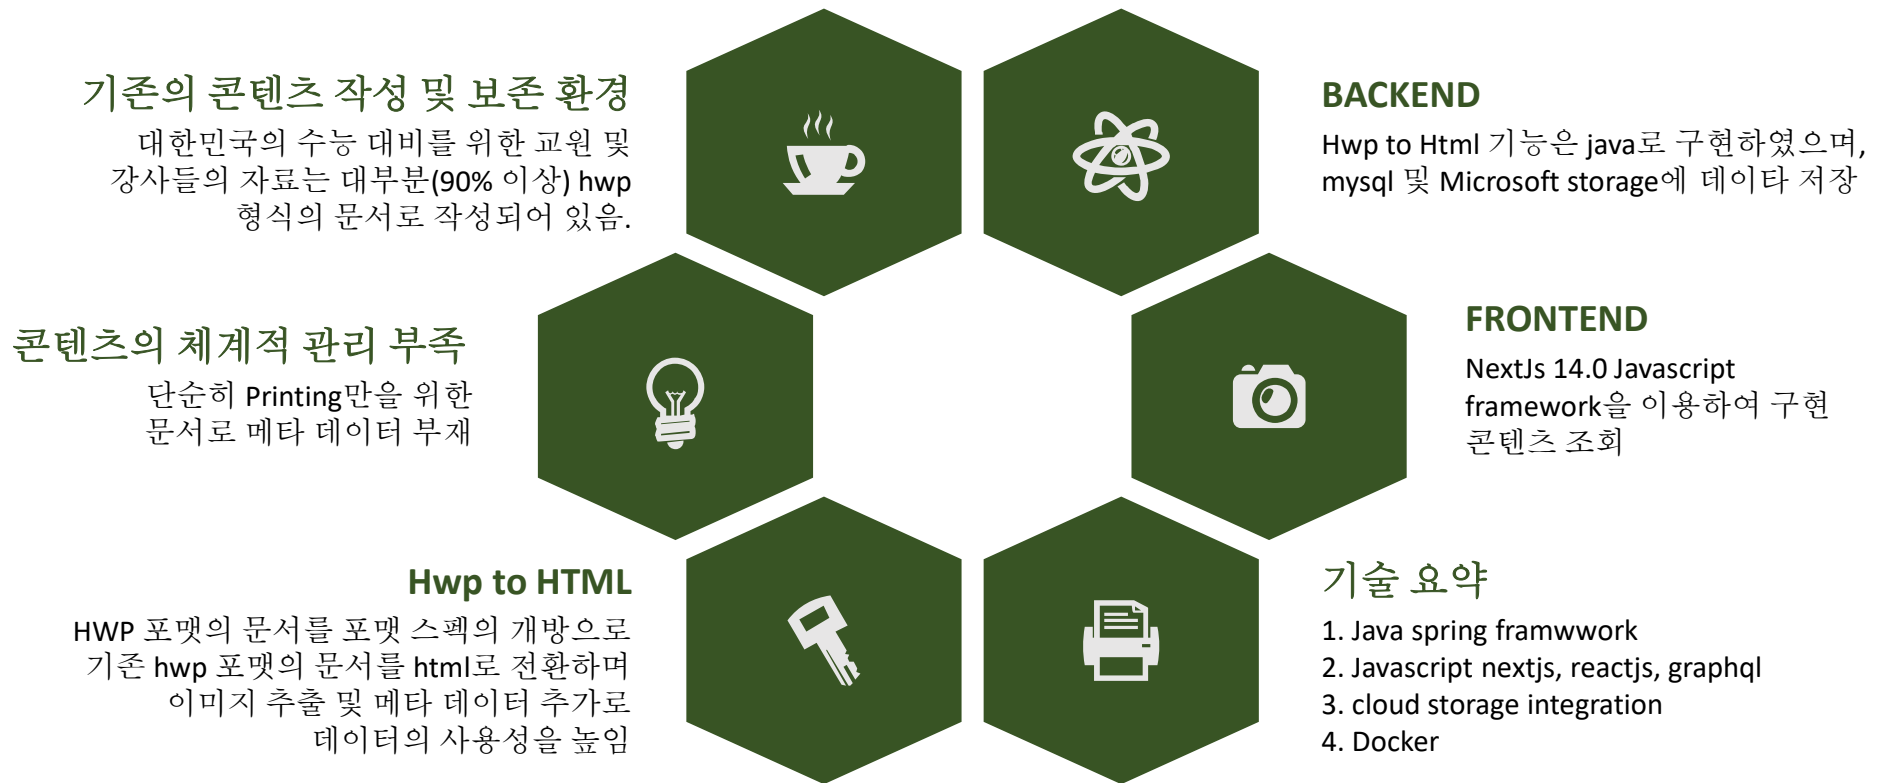 기존의 콘텐츠 작성 및 보존 환경
대한민국의 수능 대비를 위한 교원 및
강사들의 자료는 대부분(90% 이상) hwp
형식의 문서로 작성되어 있음.
콘텐츠의 체계적 관리 부족
단순히 Printing만을 위한
문서로 메타 데이터 부재
Hwp to HTML
HWP 포맷의 문서를 포맷 스펙의 개방으로
기존 hwp 포맷의 문서를 html로 전환하며
이미지 추출 및 메타 데이터 추가로
데이터의 사용성을 높임
BACKEND
Hwp to Html 기능은 java로 구현하였으며,
mysql 및 Microsoft storage에 데이타 저장
FRONTEND
NextJs 14.0 Javascript
framework을 이용하여 구현
콘텐츠 조회
기술 요약
1. Java spring framwwork
2. Javascript nextjs, reactjs, graphql
3. cloud storage integration
4. Docker